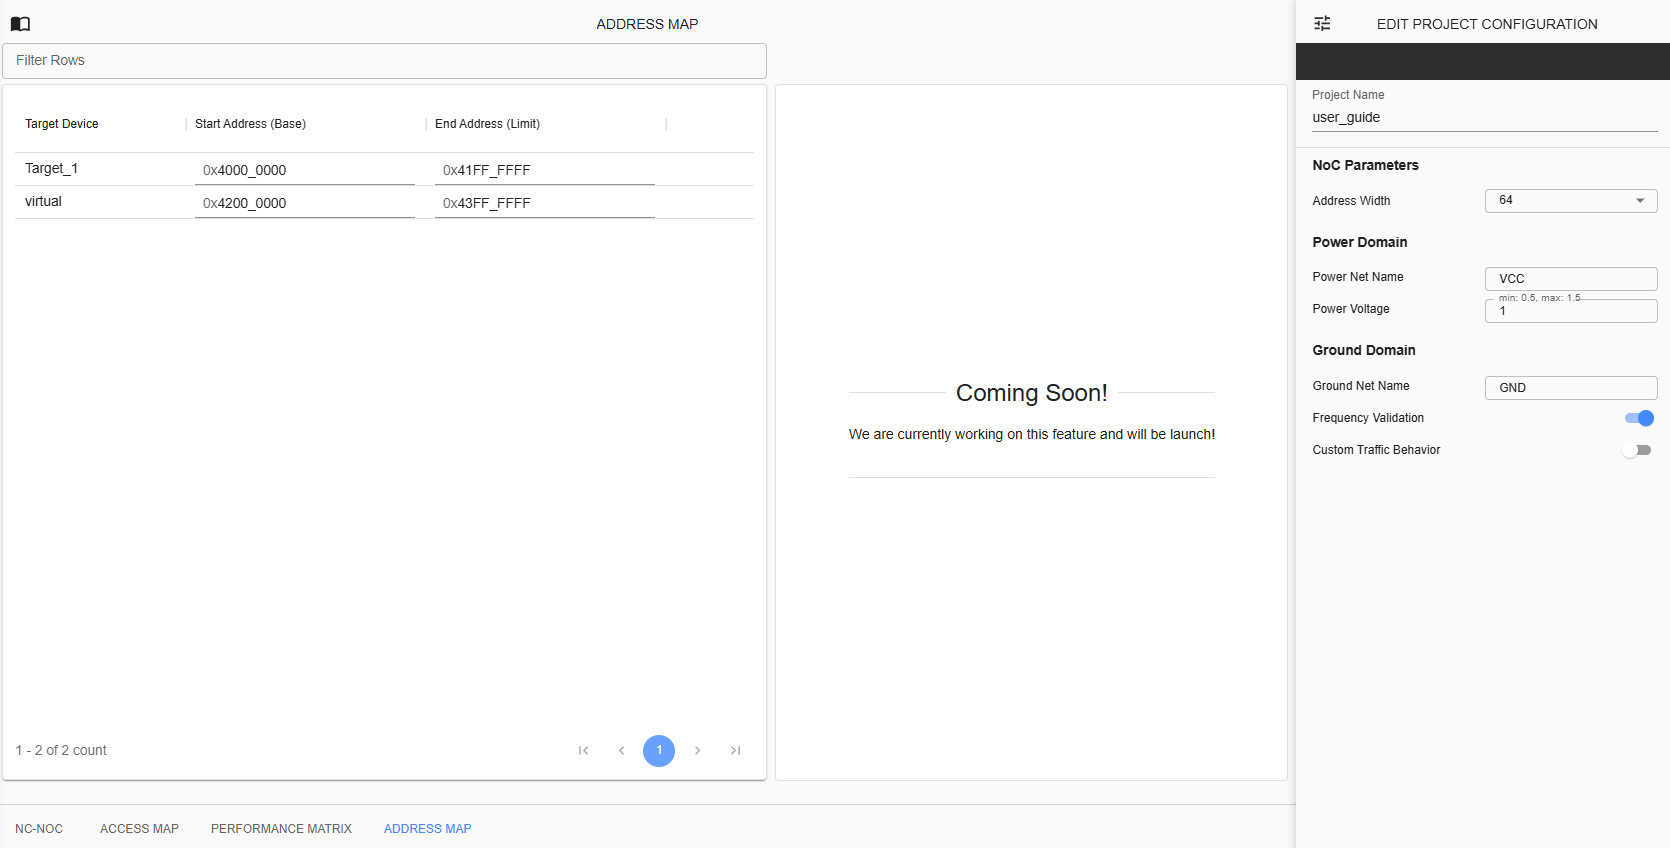 ADDRESS MAP
Filter Rows
Target Device Start Address (Base) End Address (Limit)
Target_1 0x4000_0000 0x41FF_FFFF
virtual 0x4200_0000 0x43FF_FFFF
1 - 2 of 2 count
1
Coming Soon!
We are currently working on this feature and will be launch!
NC-NOC ACCESS MAP PERFORMANCE MATRIX ADDRESS MAP
EDIT PROJECT CONFIGURATION
Project Name
user_guide
NoC Parameters
Address Width 64
Power Domain
Power Net Name VCC
min: 0.5, max: 1.5
Power Voltage 1
Ground Domain
Ground Net Name GND
Frequency Validation
Custom Traffic Behavior